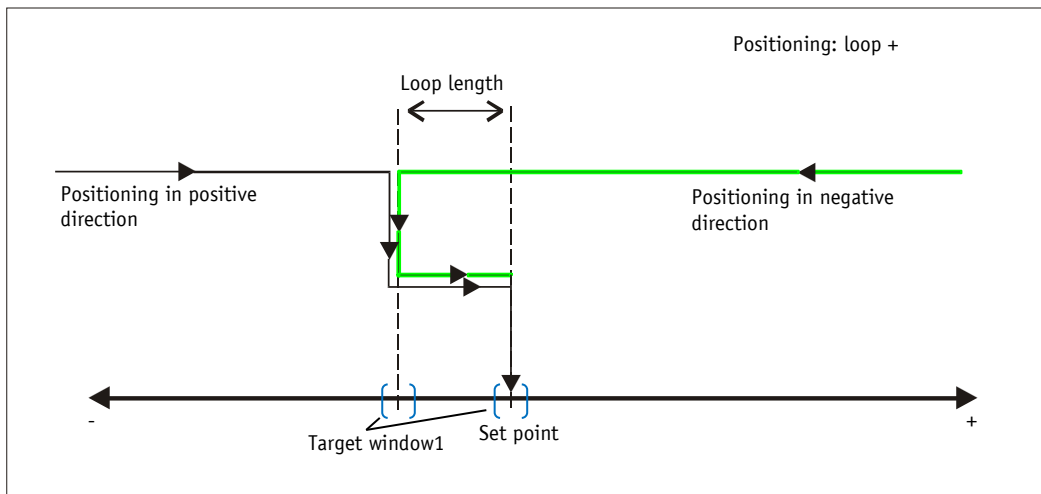 Positioning: loop +
Loop length
Positioning in positive
direction
Positioning in negative
direction
-
+
Target window1
Set point